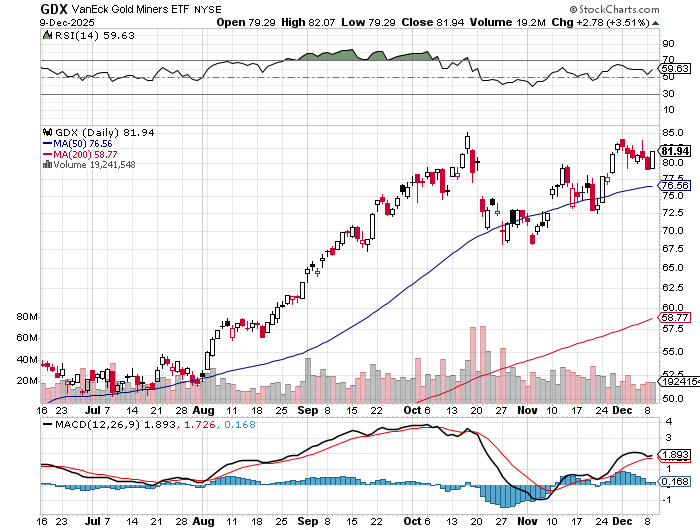 GDX VanEck Gold Miners ETF NYSE
© StockCharts.com
9-Dec-2025
Open 79.29 High 82.07 Low 79.29 Close 81.94 Volume 19.2M Chg +2.78 (+3.51%)
RSI(14) 59.63
90
70
59.63
50
30
10
GDX (Daily) 81.94
MA(50) 76.56
MA(200) 58.77
Volume 19,241,548
85.0
81.94
80.0
77.5
76.56
75.0
72.5
70.0
67.5
65.0
62.5
60.0
58.77
57.5
55.0
52.5
50.0
80M
60M
40M
20M
1924154
16 23 Jul 7 14 21 28 Aug 11 18 25 Sep 8 15 22 Oct 6 13 20 27 Nov 10 17 24 Dec 8
MACD(12,26,9) 1.893, 1.726, 0.168
4
3
2
1.893
1
0.168
-1
16 23 Jul 7 14 21 28 Aug 11 18 25 Sep 8 15 22 Oct 6 13 20 27 Nov 10 17 24 Dec 8